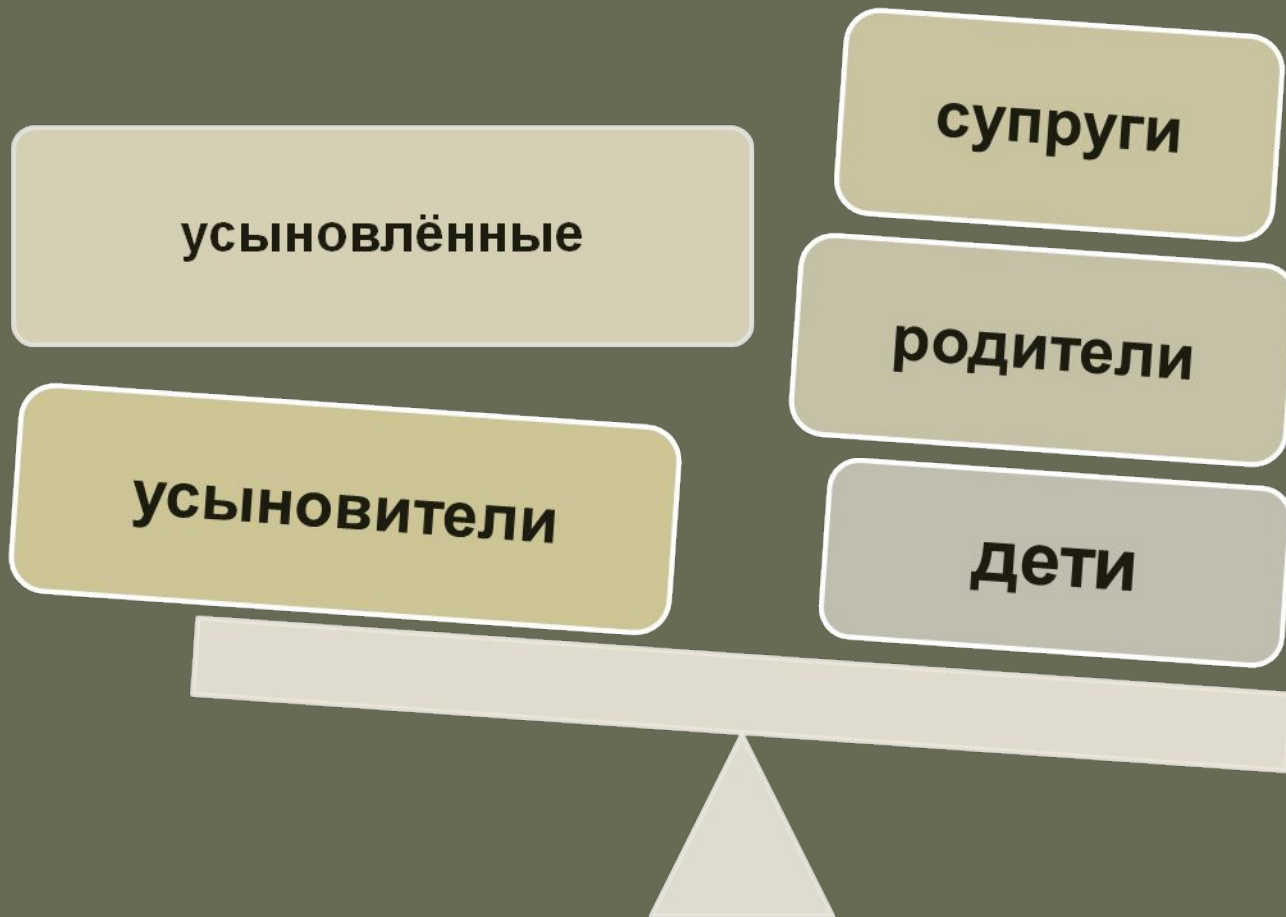 усыновлённые
усыновители
супруги
родители
дети